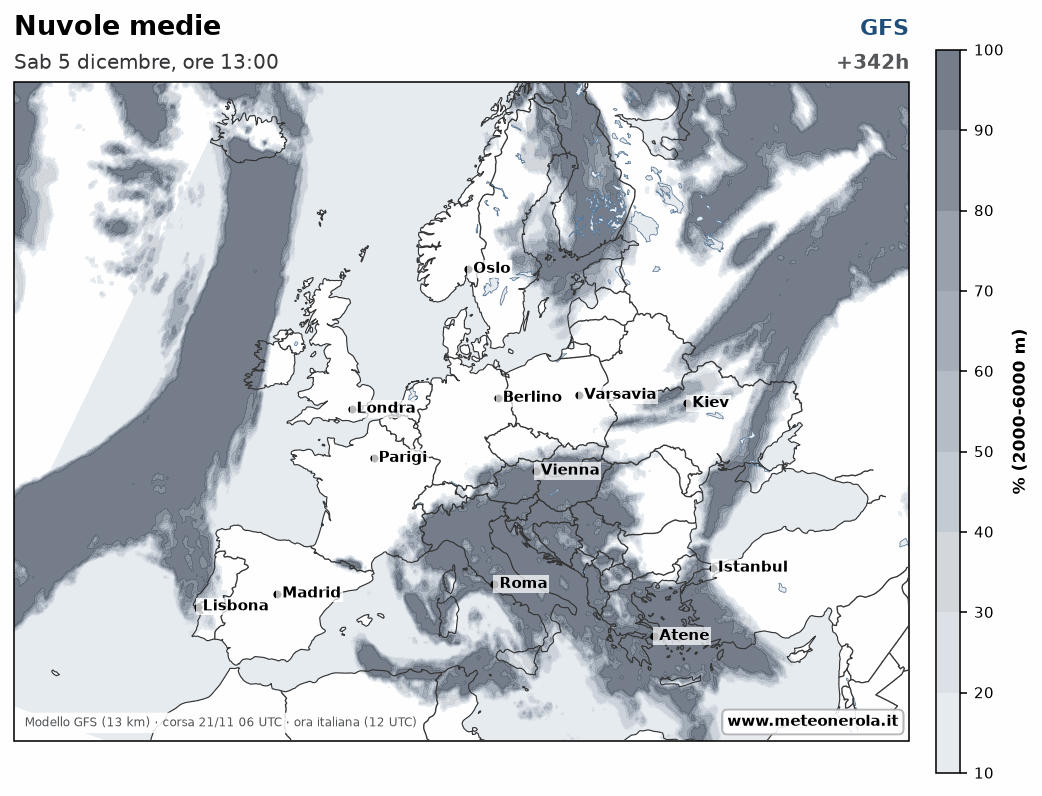 Nuvole medie
GFS
Sab 5 dicembre, ore 13:00
+342h
100
90
80
70
60
50
40
30
20
10
% (2000-6000 m)
Oslo
Londra
Berlino
Varsavia
Kiev
Parigi
Vienna
Istanbul
Roma
Madrid
Lisbona
Atene
Modello GFS (13 km) · corsa 21/11 06 UTC · ora italiana (12 UTC)
www.meteonerola.it